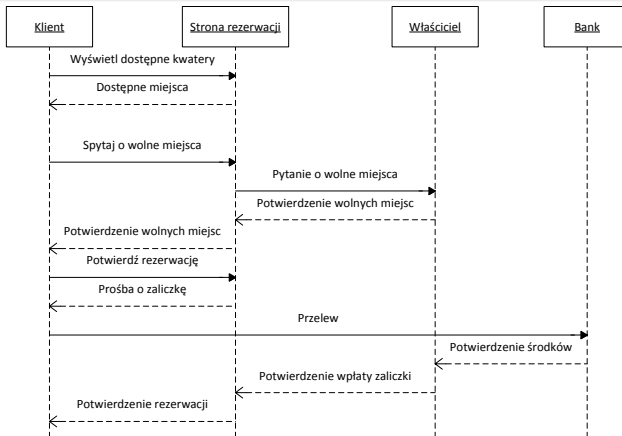 Klient
Strona rezerwacji
Właściciel
Bank
Wyświetl dostępne kwatery
Dostępne miejsca
Spytaj o wolne miejsca
Pytanie o wolne miejsca
Potwierdzenie wolnych miejsc
Potwierdzenie wolnych miejsc
Potwierdź rezerwację
Prośba o zaliczkę
Przelew
Potwierdzenie środków
Potwierdzenie wpłaty zaliczki
Potwierdzenie rezerwacji